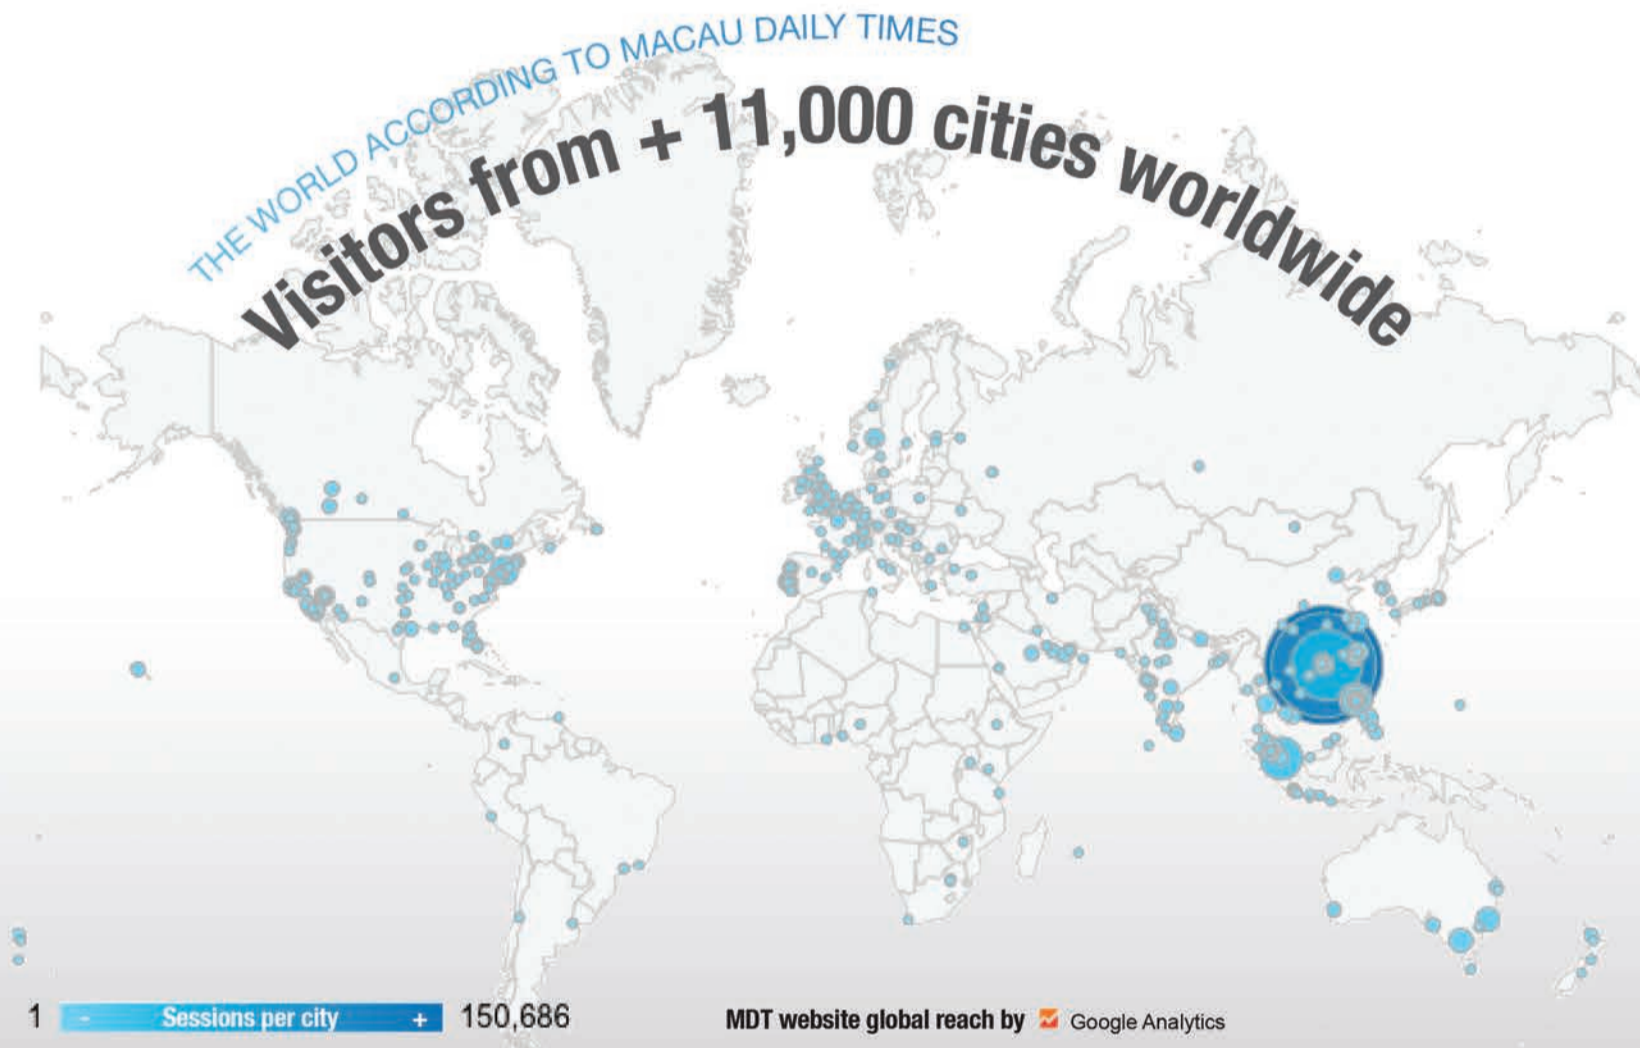 THE WORLD ACCORDING TO MACAU DAILY TIMES
Visitors from + 11,000 cities worldwide
1 - Sessions per city + 150,686
MDT website global reach by Google Analytics